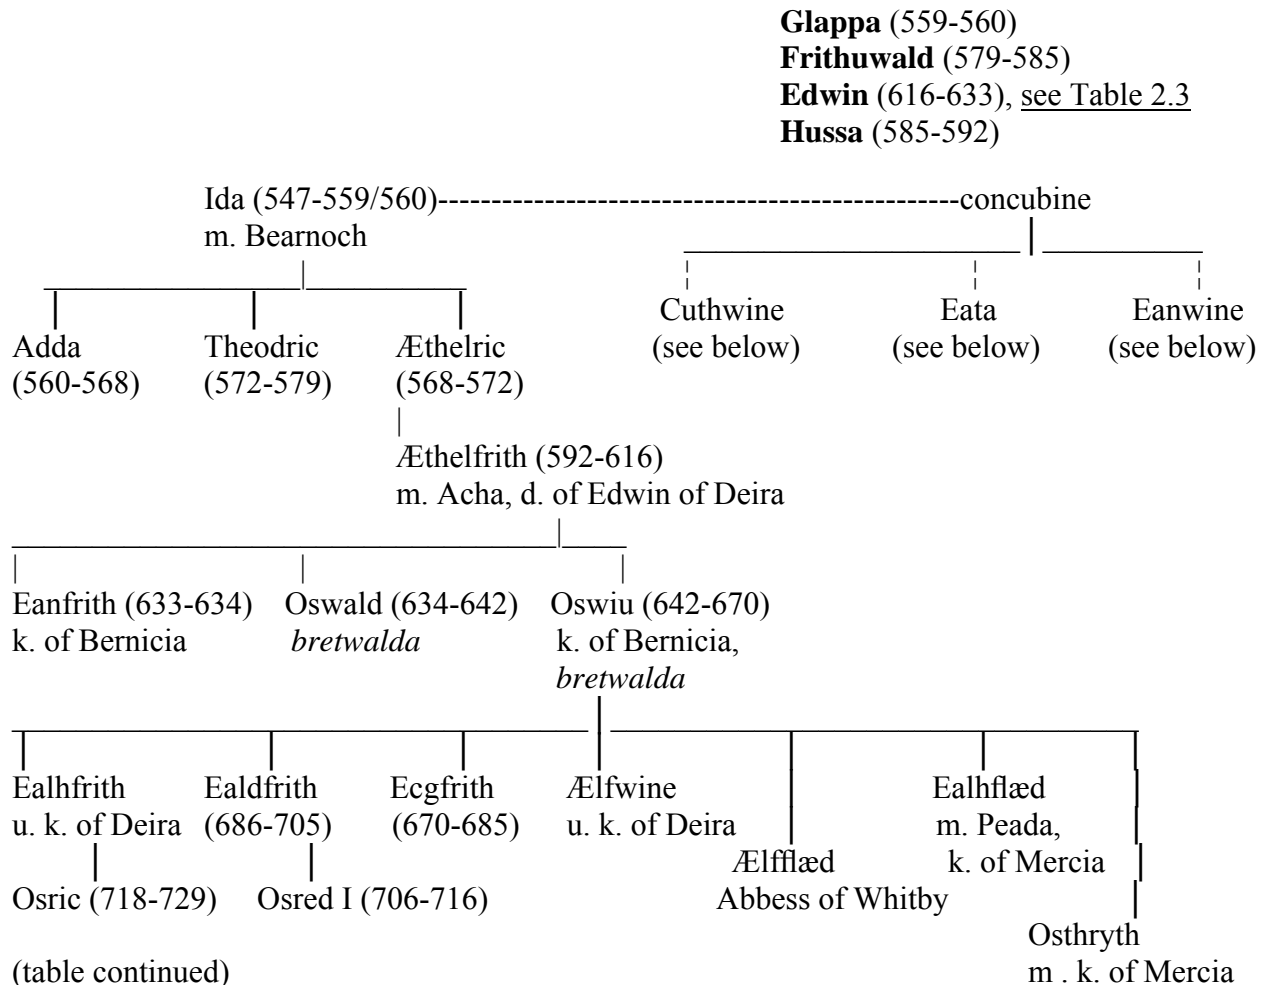 Glappa (559-560)
Frithuwald (579-585)
Edwin (616-633), see Table 2.3
Hussa (585-592)
Ida (547-559/560)-------------------------------------------------concubine
m. Bearnoch
Cuthwine Eata Eanwine
(see below) (see below) (see below)
Adda Theodric Æthelric
(560-568) (572-579) (568-572)
Æthelfrith (592-616)
m. Acha, d. of Edwin of Deira
Eanfrith (633-634) Oswald (634-642) Oswiu (642-670)
k. of Bernicia bretwalda k. of Bernicia,
bretwalda
Ealhfrith Ealdfrith Ecgfrith Ælfwine Ealhflæd
u. k. of Deira (686-705) (670-685) u. k. of Deira m. Peada,
Ælfflæd k. of Mercia
Osric (718-729) Osred I (706-716) Abbess of Whitby
Osthryth
(table continued) m . k. of Mercia